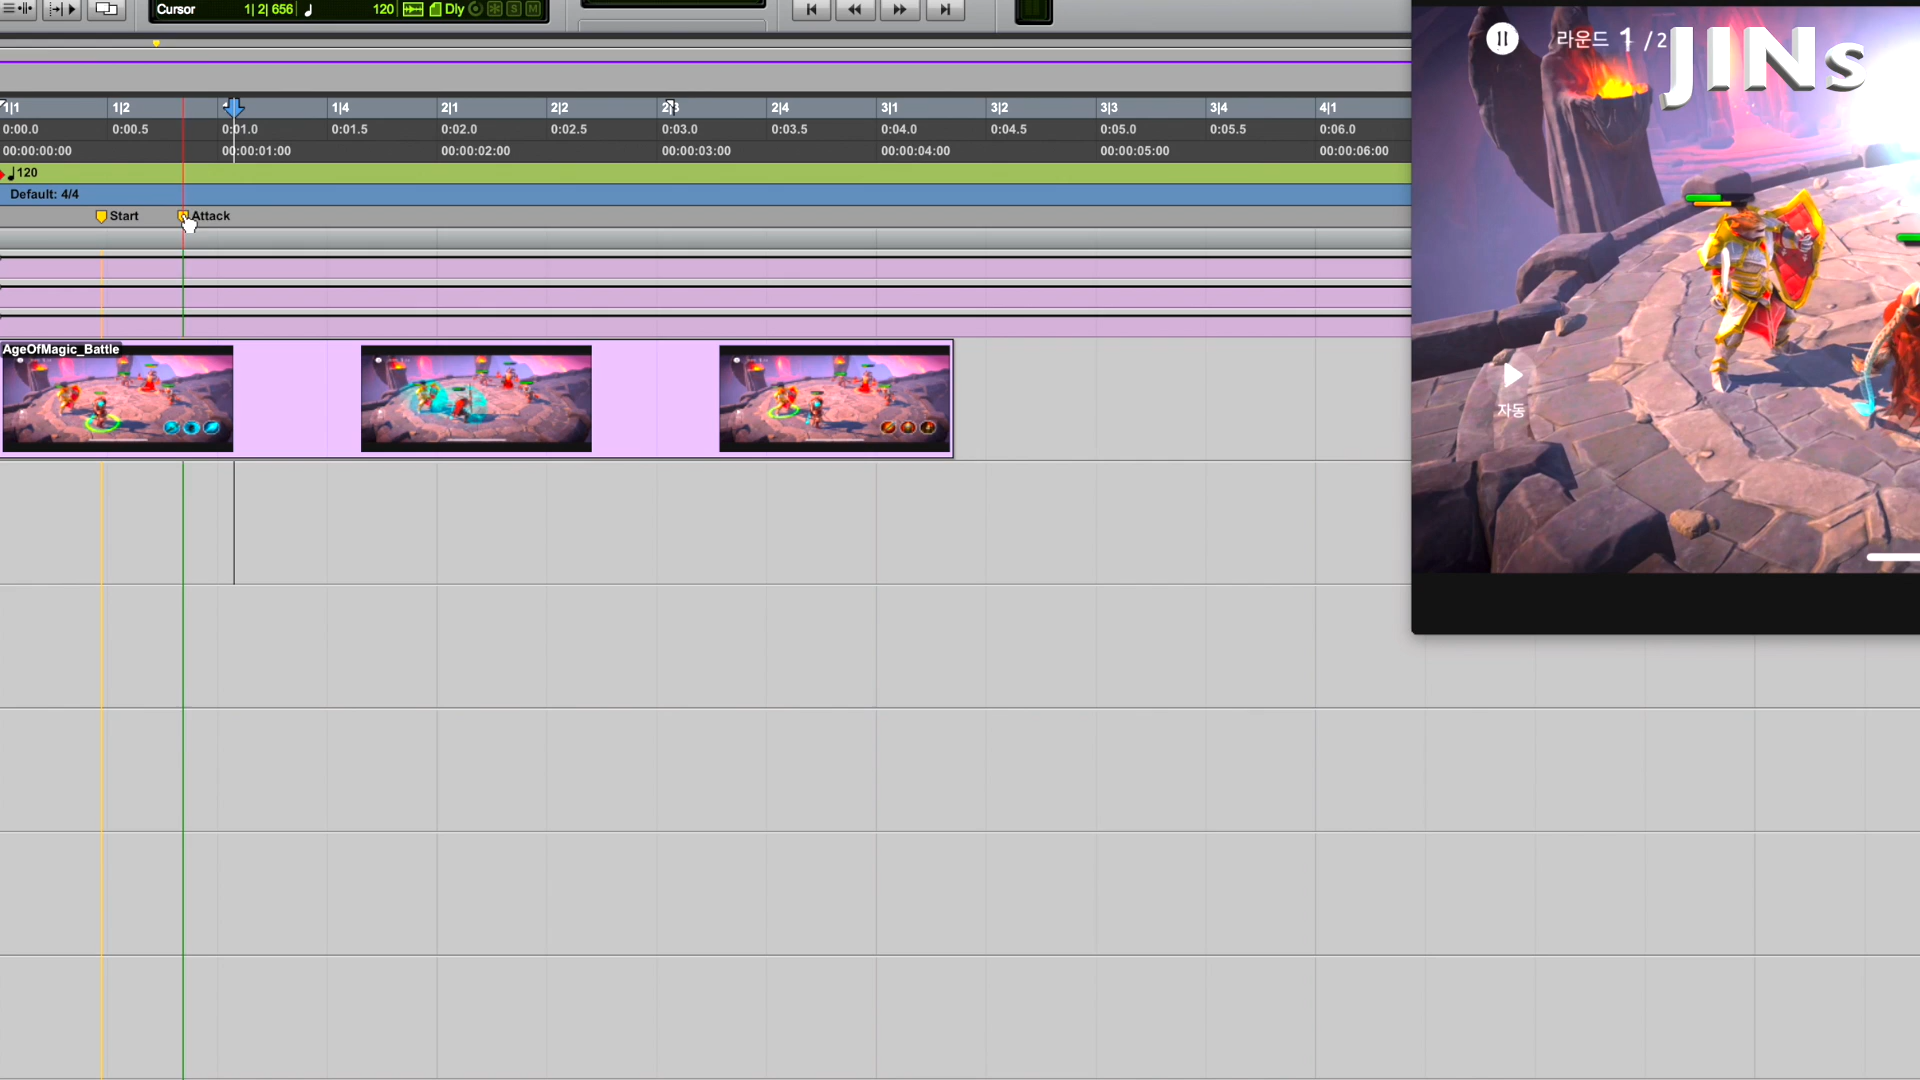 Cursor 1| 2| 656 120 Dly S M
라운드 1 / 2
JINs
1|1 1|2 1|4 2|1 2|2 2|3 2|4 3|1 3|2 3|3 3|4 4|1
0:00.0 0:00.5 0:01.0 0:01.5 0:02.0 0:02.5 0:03.0 0:03.5 0:04.0 0:04.5 0:05.0 0:05.5 0:06.0
00:00:00:00 00:00:01:00 00:00:02:00 00:00:03:00 00:00:04:00 00:00:05:00 00:00:06:00
120
Default: 4/4
Start Attack
AgeOfMagic_Battle
자동